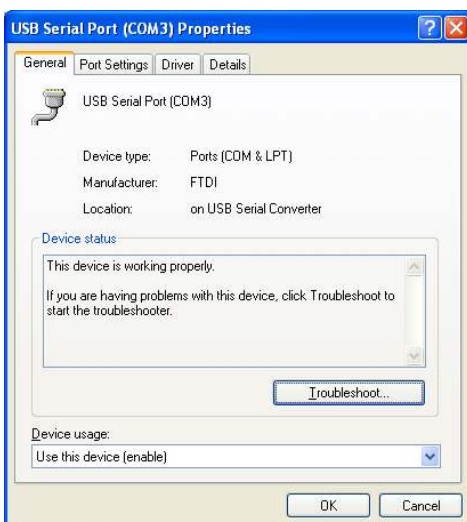 USB Serial Port (COM3) Properties
General Port Settings Driver Details
USB Serial Port (COM3)
Device type: Ports (COM & LPT)
Manufacturer: FTDI
Location: on USB Serial Converter
Device status
This device is working properly.
If you are having problems with this device, click Troubleshoot to
start the troubleshooter.
Troubleshoot...
Device usage:
Use this device (enable)
OK Cancel